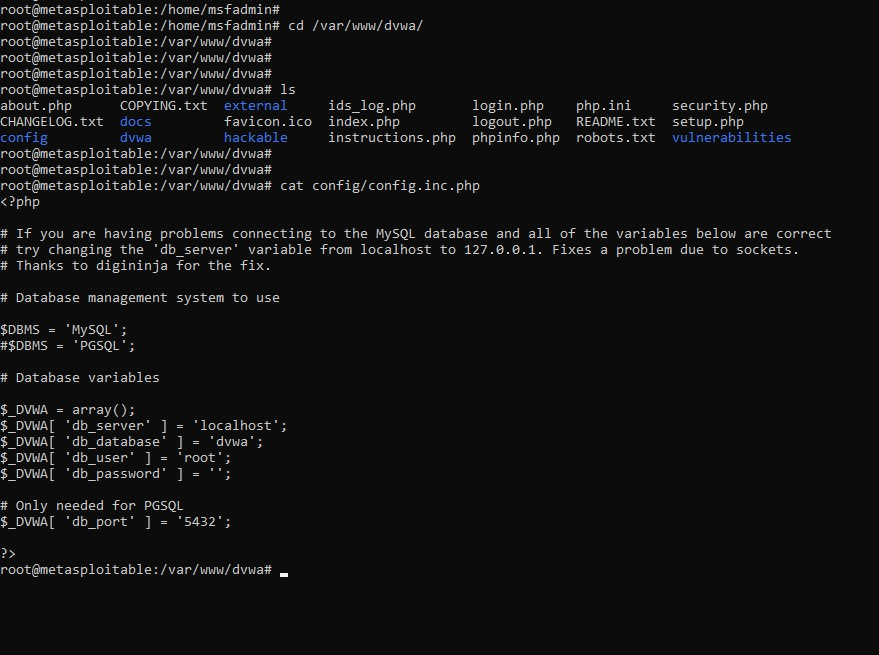 root@metasploitable:/home/msfadmin#
root@metasploitable:/home/msfadmin# cd /var/www/dvwa/
root@metasploitable:/var/www/dvwa#
root@metasploitable:/var/www/dvwa#
root@metasploitable:/var/www/dvwa#
root@metasploitable:/var/www/dvwa# ls
about.php      COPYING.txt  external     ids_log.php       login.php    php.ini     security.php
CHANGELOG.txt  docs         favicon.ico  index.php         logout.php   README.txt  setup.php
config         dvwa         hackable     instructions.php  phpinfo.php  robots.txt  vulnerabilities
root@metasploitable:/var/www/dvwa#
root@metasploitable:/var/www/dvwa#
root@metasploitable:/var/www/dvwa# cat config/config.inc.php
<?php

# If you are having problems connecting to the MySQL database and all of the variables below are correct
# try changing the 'db_server' variable from localhost to 127.0.0.1. Fixes a problem due to sockets.
# Thanks to digininja for the fix.

# Database management system to use

$DBMS = 'MySQL';
#$DBMS = 'PGSQL';

# Database variables

$_DVWA = array();
$_DVWA[ 'db_server' ] = 'localhost';
$_DVWA[ 'db_database' ] = 'dvwa';
$_DVWA[ 'db_user' ] = 'root';
$_DVWA[ 'db_password' ] = '';

# Only needed for PGSQL
$_DVWA[ 'db_port' ] = '5432';

?>
root@metasploitable:/var/www/dvwa#